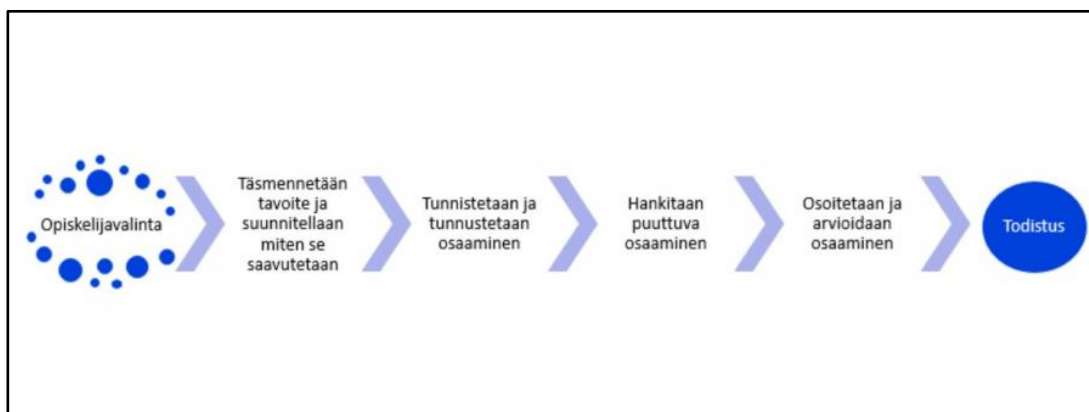 Opiskelijavalinta
Täsmennetään
tavoite ja
suunnitellaan
miten se
saavutetaan
Tunnistetaan ja
tunnustetaan
osaaminen
Hankitaan
puuttuva
osaaminen
Osoitetaan ja
arvioidaan
osaaminen
Todistus